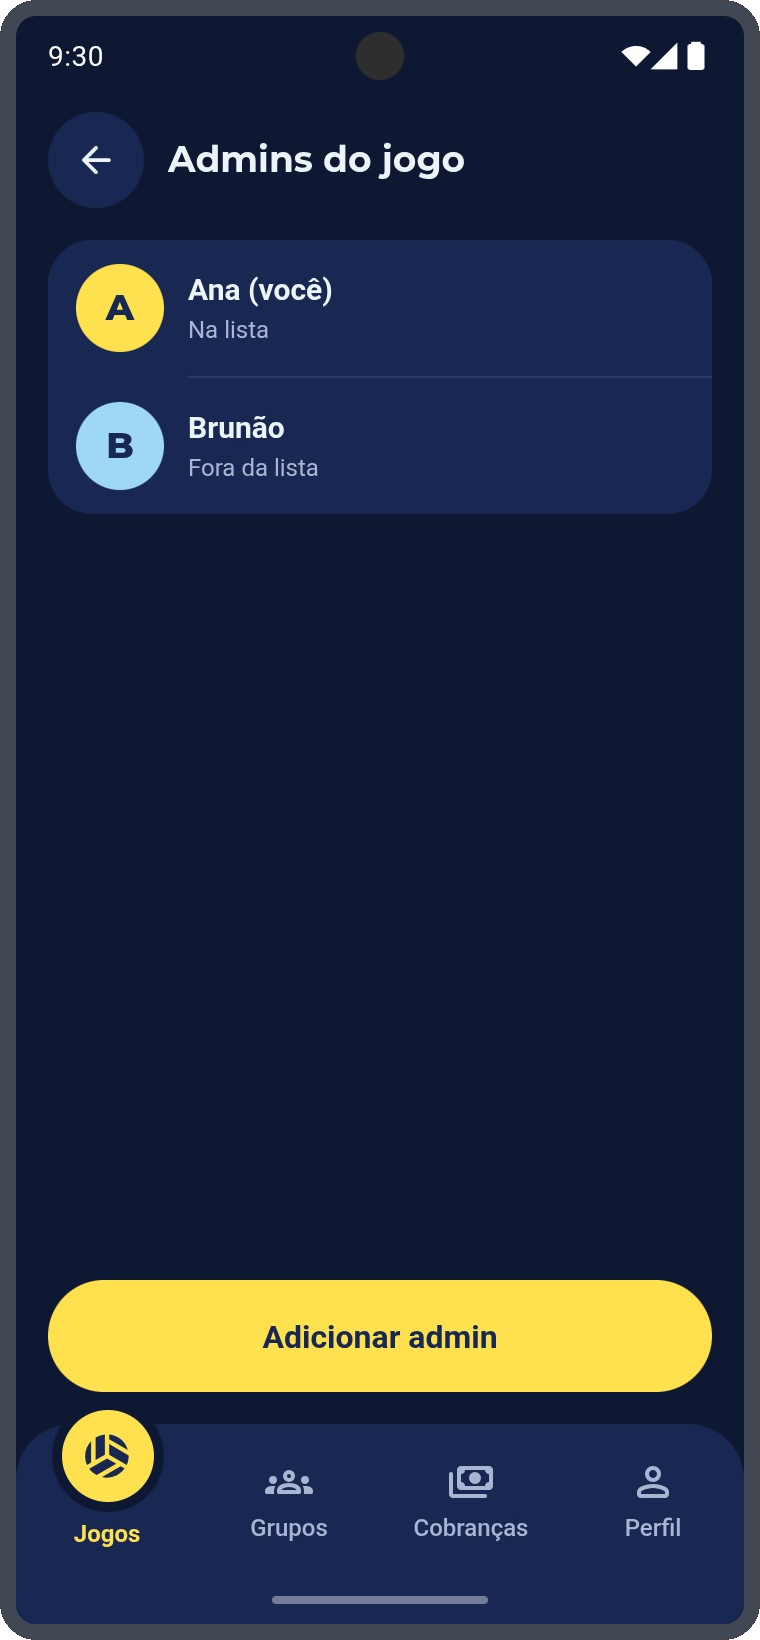 9:30
Admins do jogo
A
Ana (você)
Na lista
B
Brunão
Fora da lista
Adicionar admin
Jogos
Grupos
Cobranças
Perfil